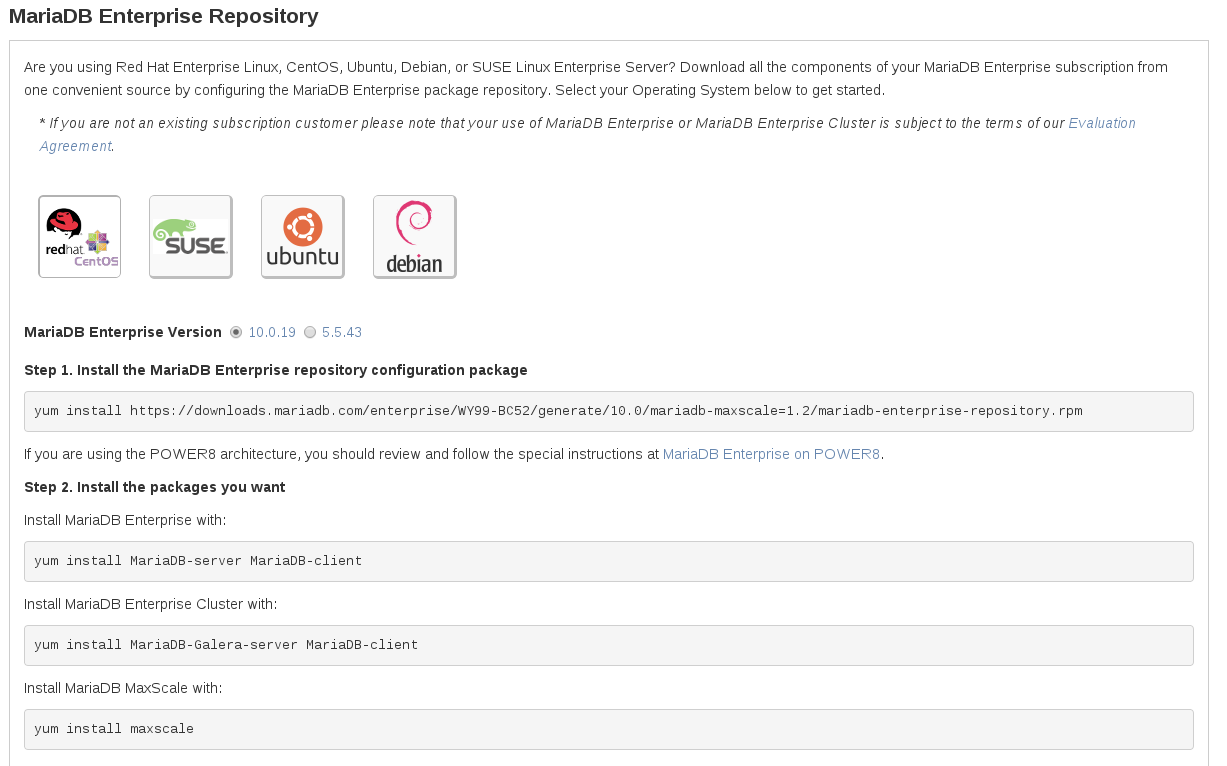 MariaDB Enterprise Repository
Are you using Red Hat Enterprise Linux, CentOS, Ubuntu, Debian, or SUSE Linux Enterprise Server? Download all the components of your MariaDB Enterprise subscription from
one convenient source by configuring the MariaDB Enterprise package repository. Select your Operating System below to get started.
* If you are not an existing subscription customer please note that your use of MariaDB Enterprise or MariaDB Enterprise Cluster is subject to the terms of our Evaluation
Agreement.
redhat
CentOS
SUSE
ubuntu
debian
MariaDB Enterprise Version 10.0.19 5.5.43
Step 1. Install the MariaDB Enterprise repository configuration package
yum install https://downloads.mariadb.com/enterprise/WY99-BC52/generate/10.0/mariadb-maxscale=1.2/mariadb-enterprise-repository.rpm
If you are using the POWER8 architecture, you should review and follow the special instructions at MariaDB Enterprise on POWER8.
Step 2. Install the packages you want
Install MariaDB Enterprise with:
yum install MariaDB-server MariaDB-client
Install MariaDB Enterprise Cluster with:
yum install MariaDB-Galera-server MariaDB-client
Install MariaDB MaxScale with:
yum install maxscale